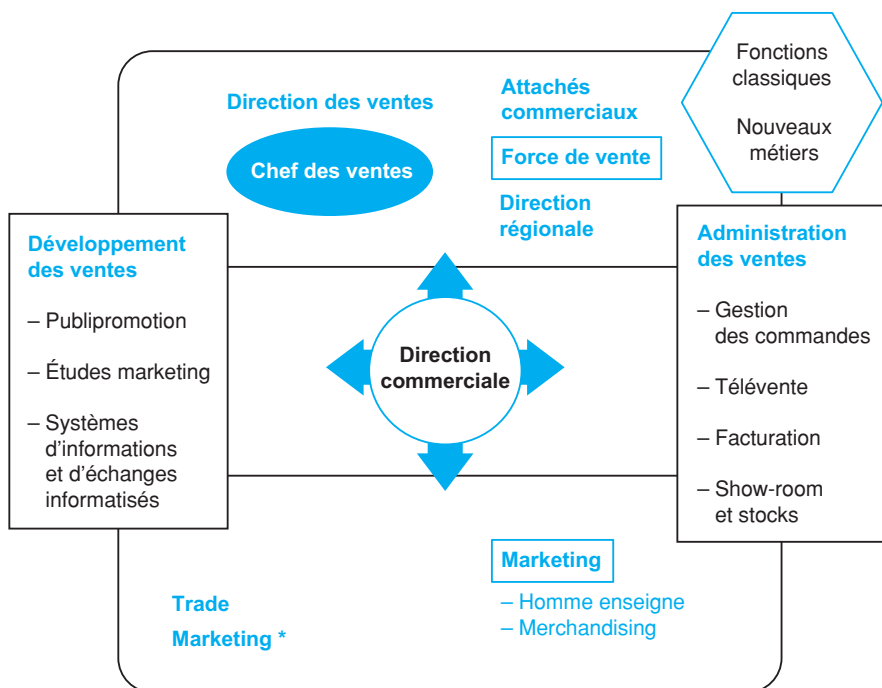 Fonctions
classiques
Nouveaux
métiers
Direction des ventes
Chef des ventes
Attachés
commerciaux
Force de vente
Direction
régionale
Développement
des ventes
– Publipromotion
– Études marketing
– Systèmes
d’informations
et d’échanges
informatisés
Direction
commerciale
Administration
des ventes
– Gestion
des commandes
– Télévente
– Facturation
– Show-room
et stocks
Trade
Marketing *
Marketing
– Homme enseigne
– Merchandising